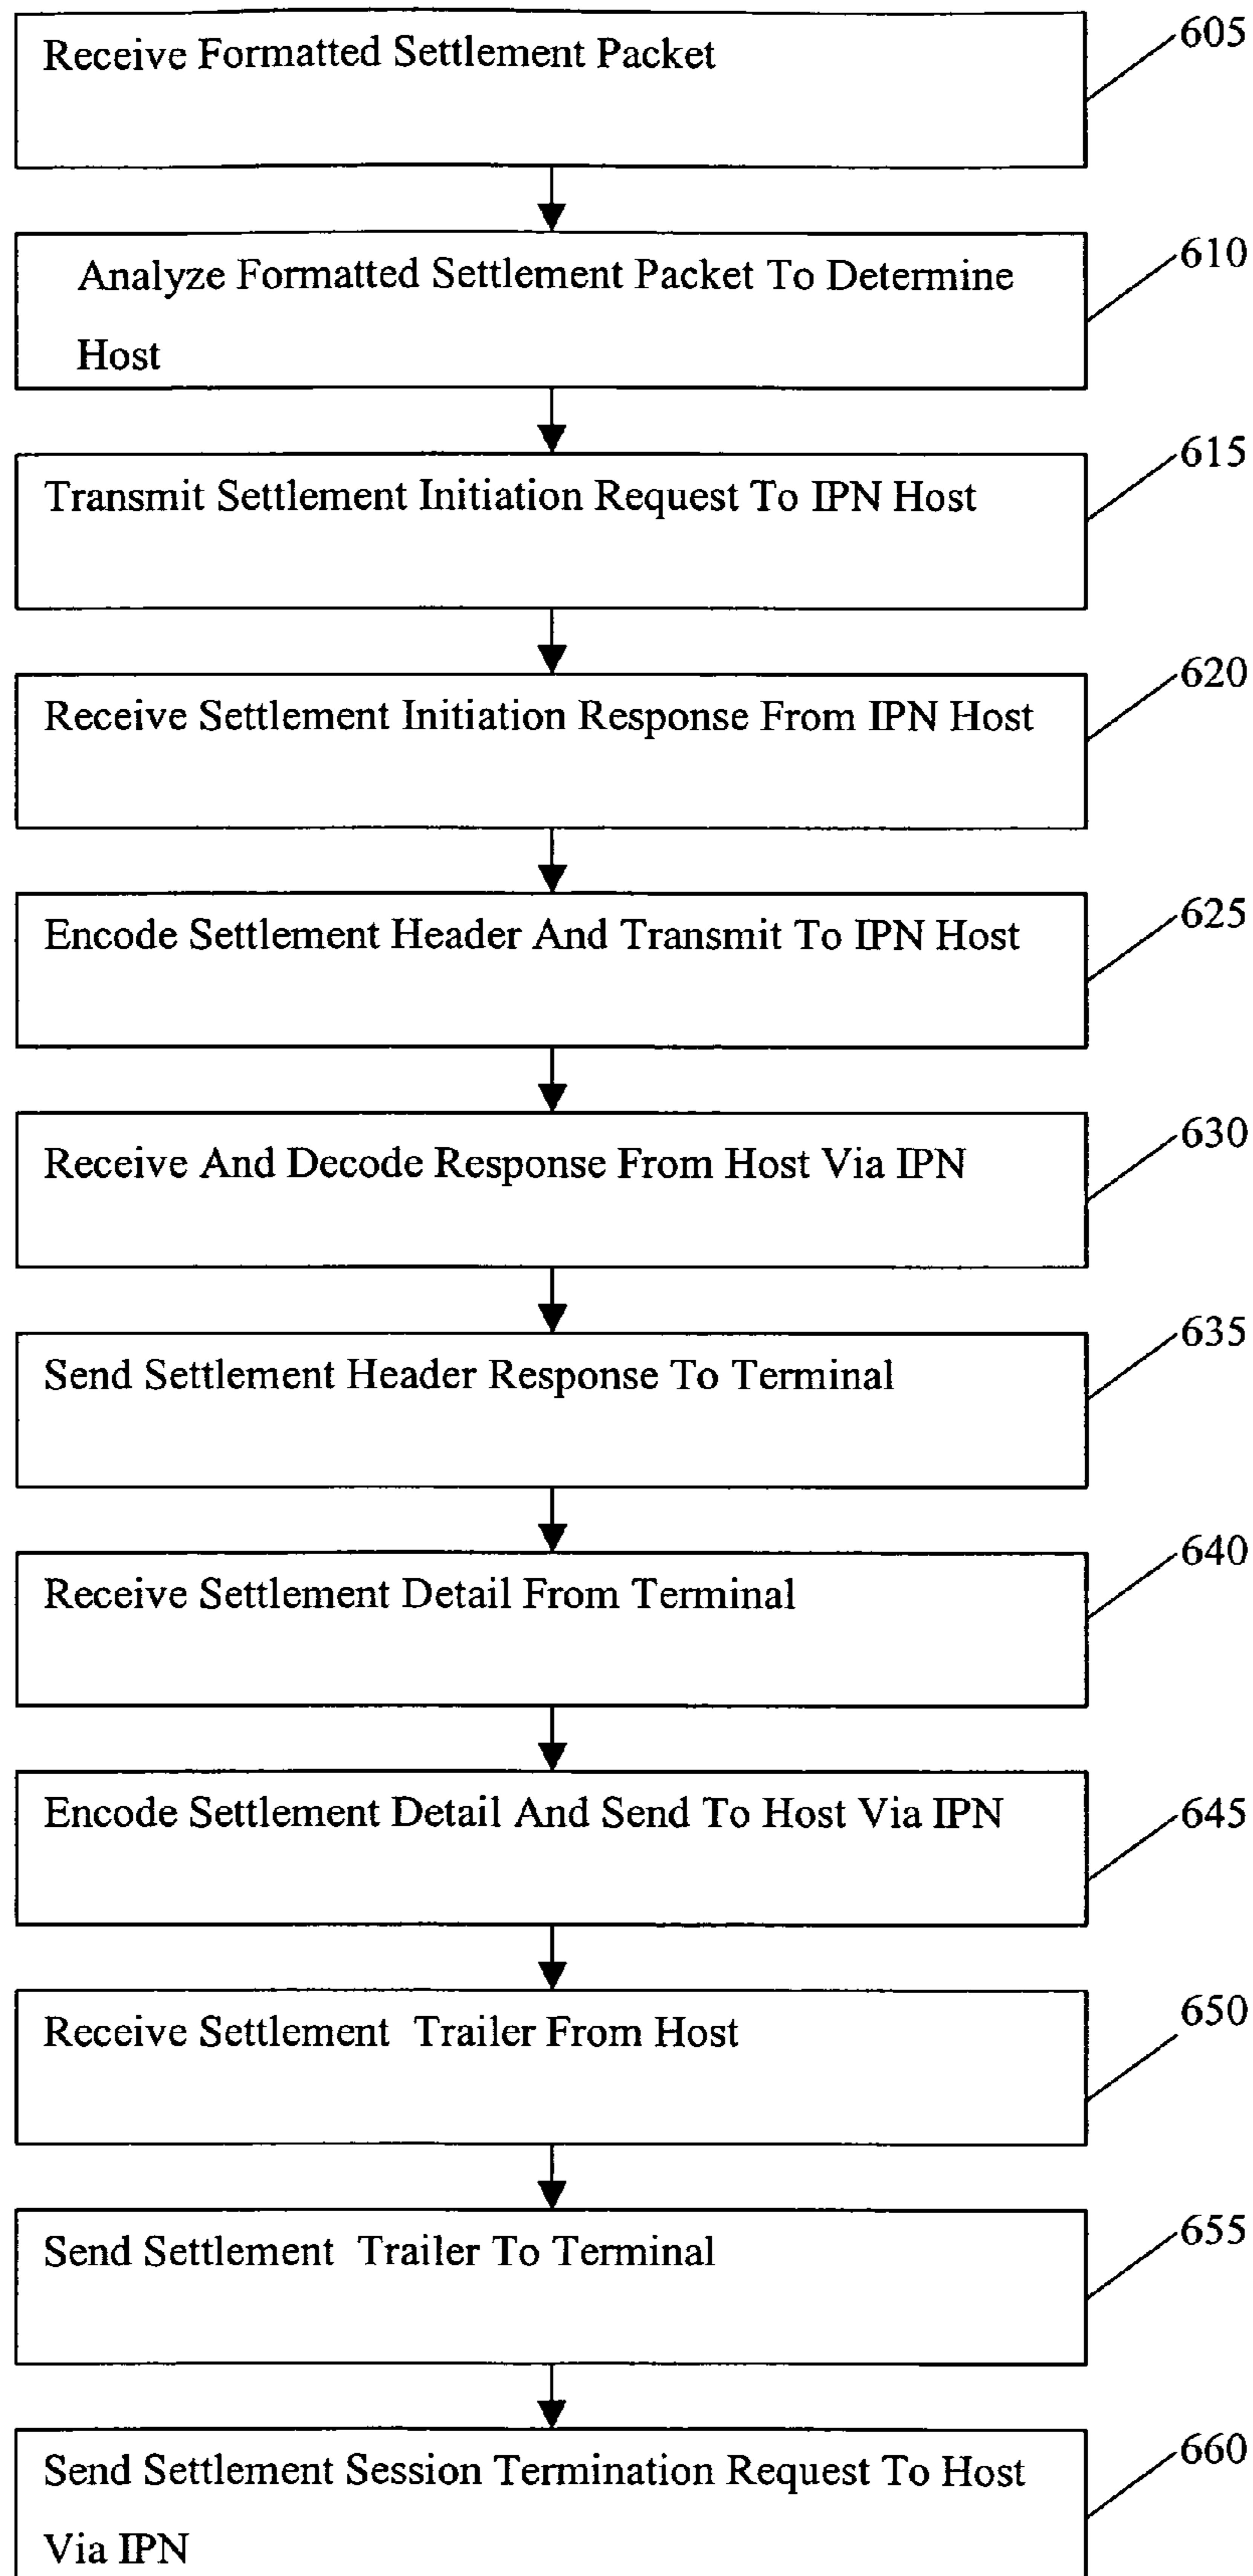 Receive Formatted Settlement Packet
605
Analyze Formatted Settlement Packet To Determine
Host
610
Transmit Settlement Initiation Request To IPN Host
615
Receive Settlement Initiation Response From IPN Host
620
Encode Settlement Header And Transmit To IPN Host
625
Receive And Decode Response From Host Via IPN
630
Send Settlement Header Response To Terminal
635
Receive Settlement Detail From Terminal
640
Encode Settlement Detail And Send To Host Via IPN
645
Receive Settlement Trailer From Host
650
Send Settlement Trailer To Terminal
655
Send Settlement Session Termination Request To Host
Via IPN
660